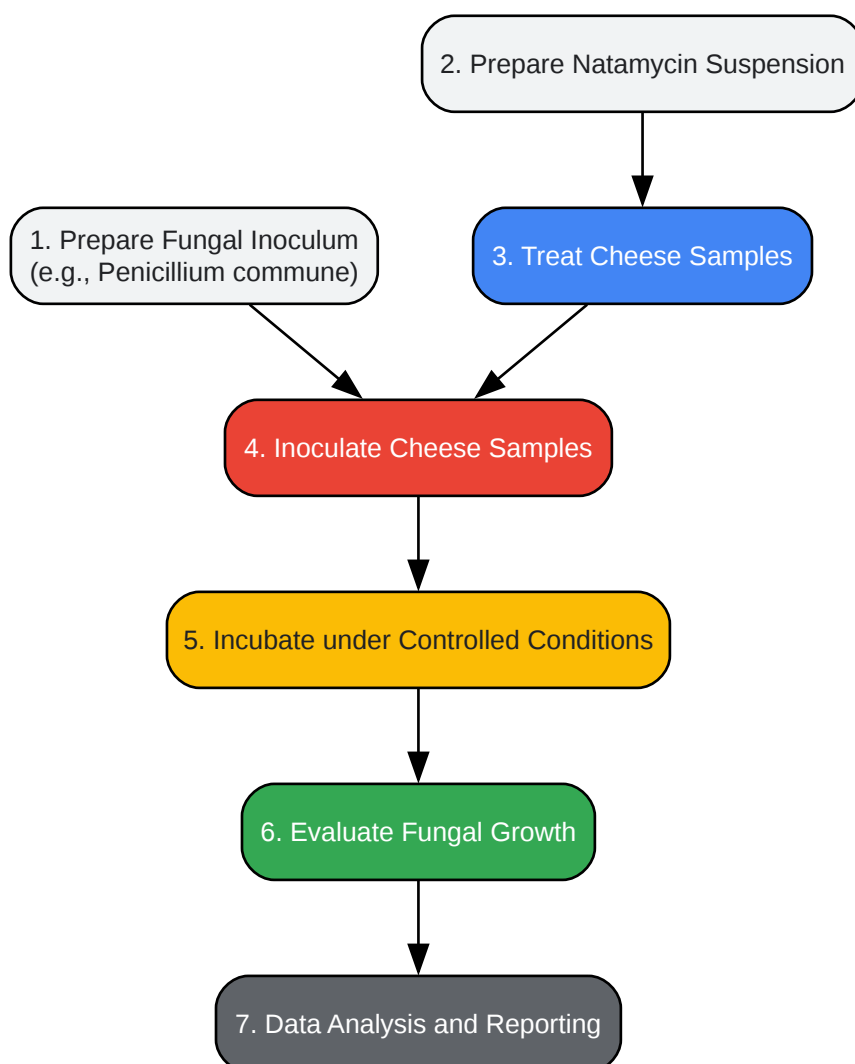 2. Prepare Natamycin Suspension
1. Prepare Fungal Inoculum
(e.g., Penicillium commune)
3. Treat Cheese Samples
4. Inoculate Cheese Samples
5. Incubate under Controlled Conditions
6. Evaluate Fungal Growth
7. Data Analysis and Reporting